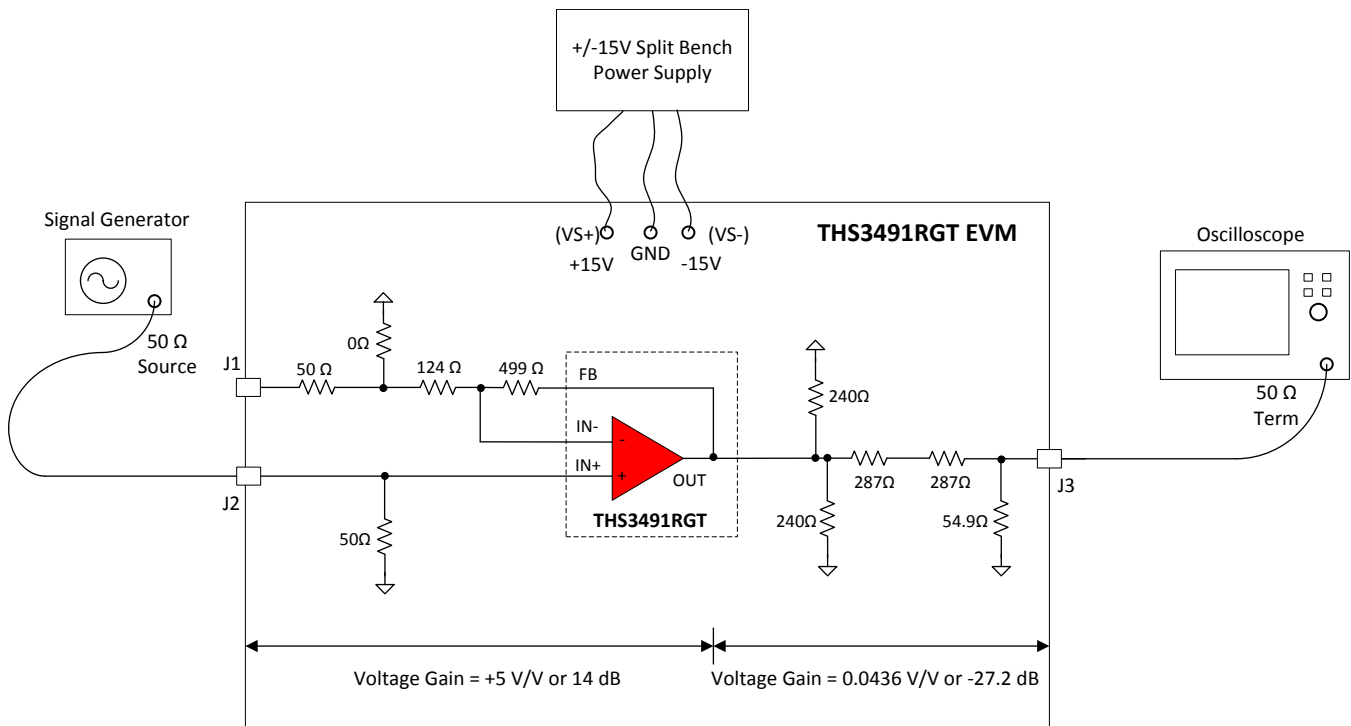 +/-15V Split Bench
Power Supply
Signal Generator
50 Ω
Source
(VS+)
+15V
GND
(VS-)
-15V
THS3491RGT EVM
Oscilloscope
50 Ω
Term
J1
50 Ω
0Ω
124 Ω
499 Ω
FB
IN-
-
IN+
+
OUT
THS3491RGT
J2
50Ω
240Ω
240Ω
287Ω
287Ω
54.9Ω
J3
Voltage Gain = +5 V/V or 14 dB
Voltage Gain = 0.0436 V/V or -27.2 dB